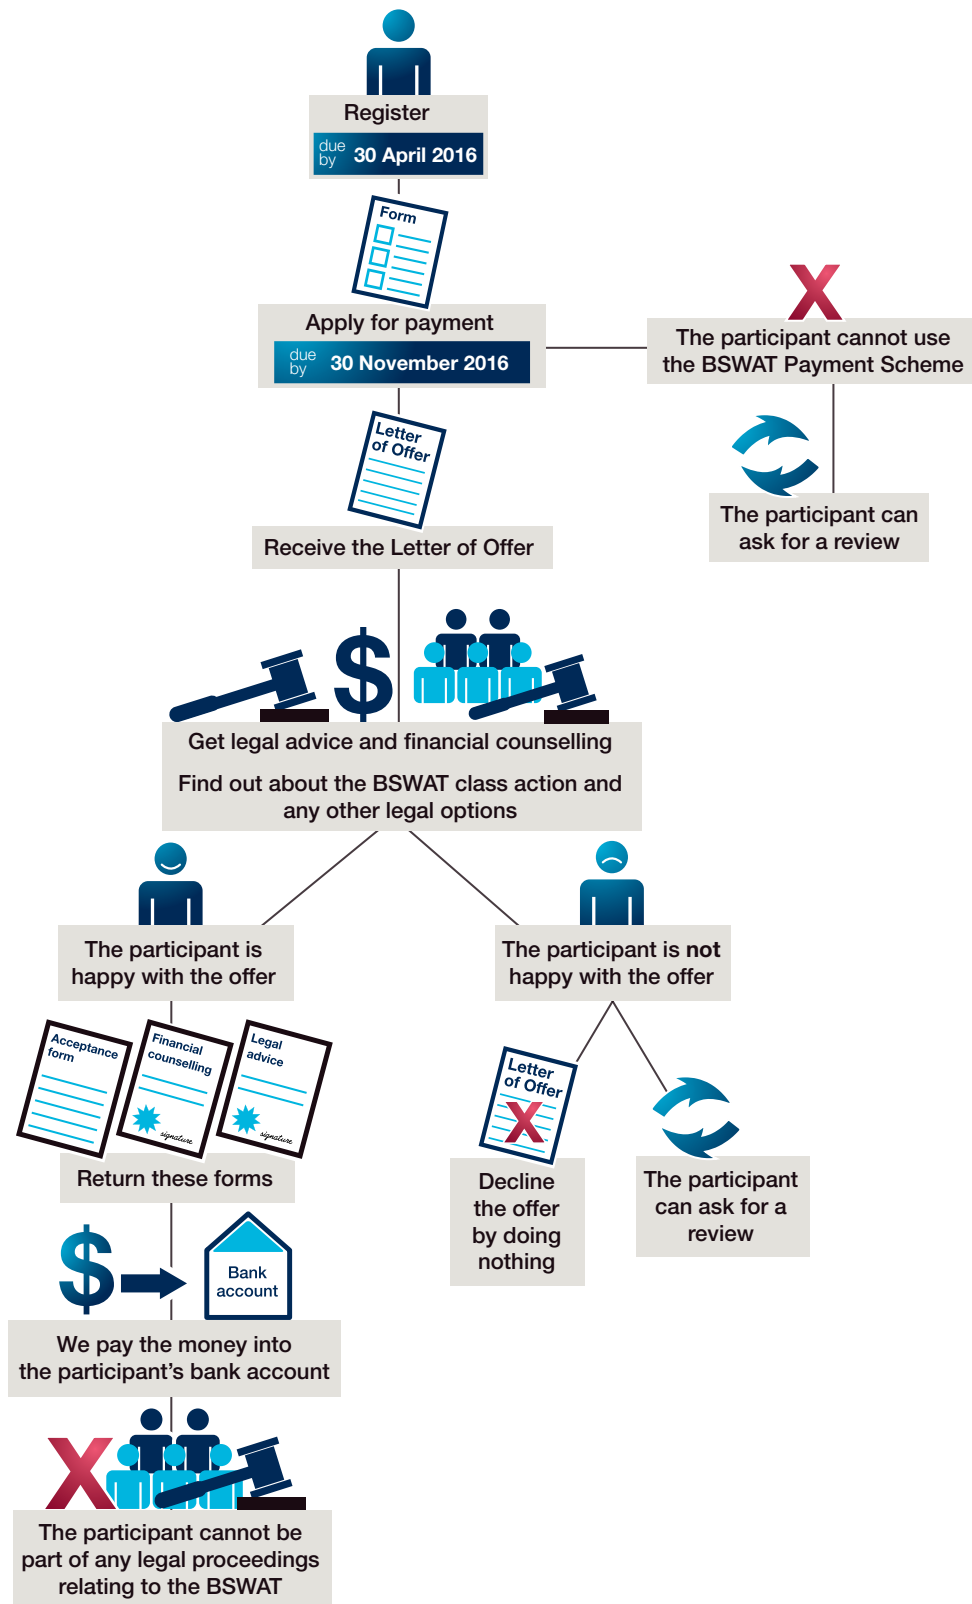 Register
due by 30 April 2016
Form
Apply for payment
due by 30 November 2016
The participant cannot use
the BSWAT Payment Scheme
The participant can
ask for a review
Letter
of Offer
Receive the Letter of Offer
$
Get legal advice and financial counselling
Find out about the BSWAT class action and
any other legal options
The participant is
happy with the offer
Acceptance
form
Financial
counselling
signature
Legal
advice
signature
Return these forms
$
Bank
account
We pay the money into
the participant's bank account
X
The participant cannot be
part of any legal proceedings
relating to the BSWAT
The participant is not
happy with the offer
Letter
of Offer
X
Decline
the offer
by doing
nothing
The participant
can ask for a
review